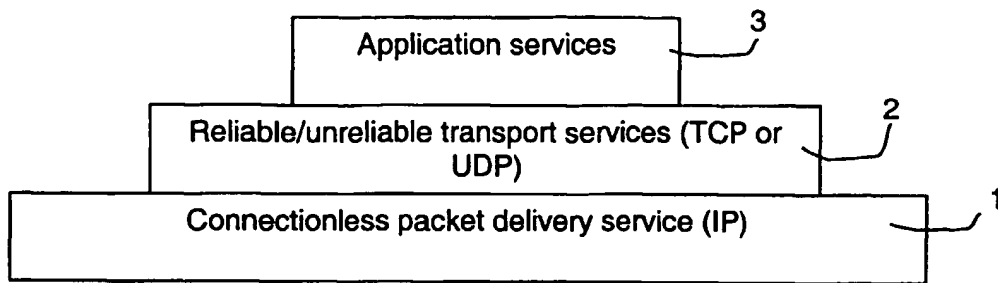 3
Application services
2
Reliable/unreliable transport services (TCP or
UDP)
1
Connectionless packet delivery service (IP)